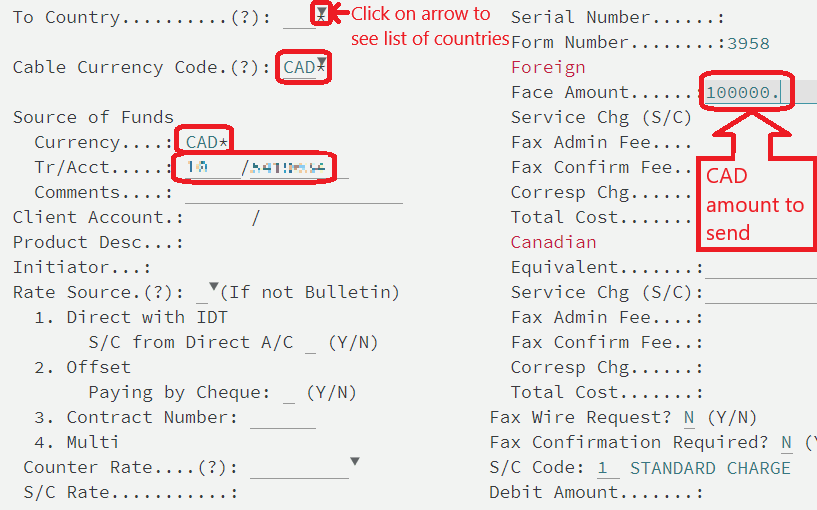 To Country..........(?): ___*
Click on arrow to
see list of countries
Cable Currency Code.(?): CAD*
Source of Funds
Currency....: CAD*
Tr/Acct.....: /
Comments....:
Client Account.: /
Product Desc...:
Initiator...:
Rate Source.(?): _ (If not Bulletin)
1. Direct with IDT
S/C from Direct A/C _ (Y/N)
2. Offset
Paying by Cheque: _ (Y/N)
3. Contract Number:
4. Multi
Counter Rate....(?):
S/C Rate...........:
Serial Number......:
Form Number........:3958
Foreign
Face Amount......:100000.
Service Chg (S/C)
Fax Admin Fee....
Fax Confirm Fee..
Corresp Chg......
Total Cost.......
CAD
amount to
send
Canadian
Equivalent.......:
Service Chg (S/C):
Fax Admin Fee....:
Fax Confirm Fee..:
Corresp Chg......:
Total Cost.......:
Fax Wire Request? N (Y/N)
Fax Confirmation Required? N (Y
S/C Code: 1 STANDARD CHARGE
Debit Amount.......: